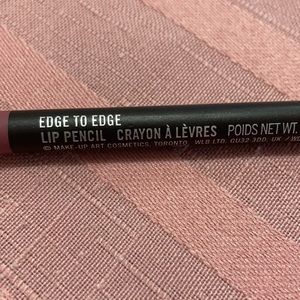 EDGE TO EDGE
LIP PENCIL CRAYON À LÈVRES POIDS NET WT.
© MAKE-UP ART COSMETICS, TORONTO WLB LTD. GU32 3DD, UK